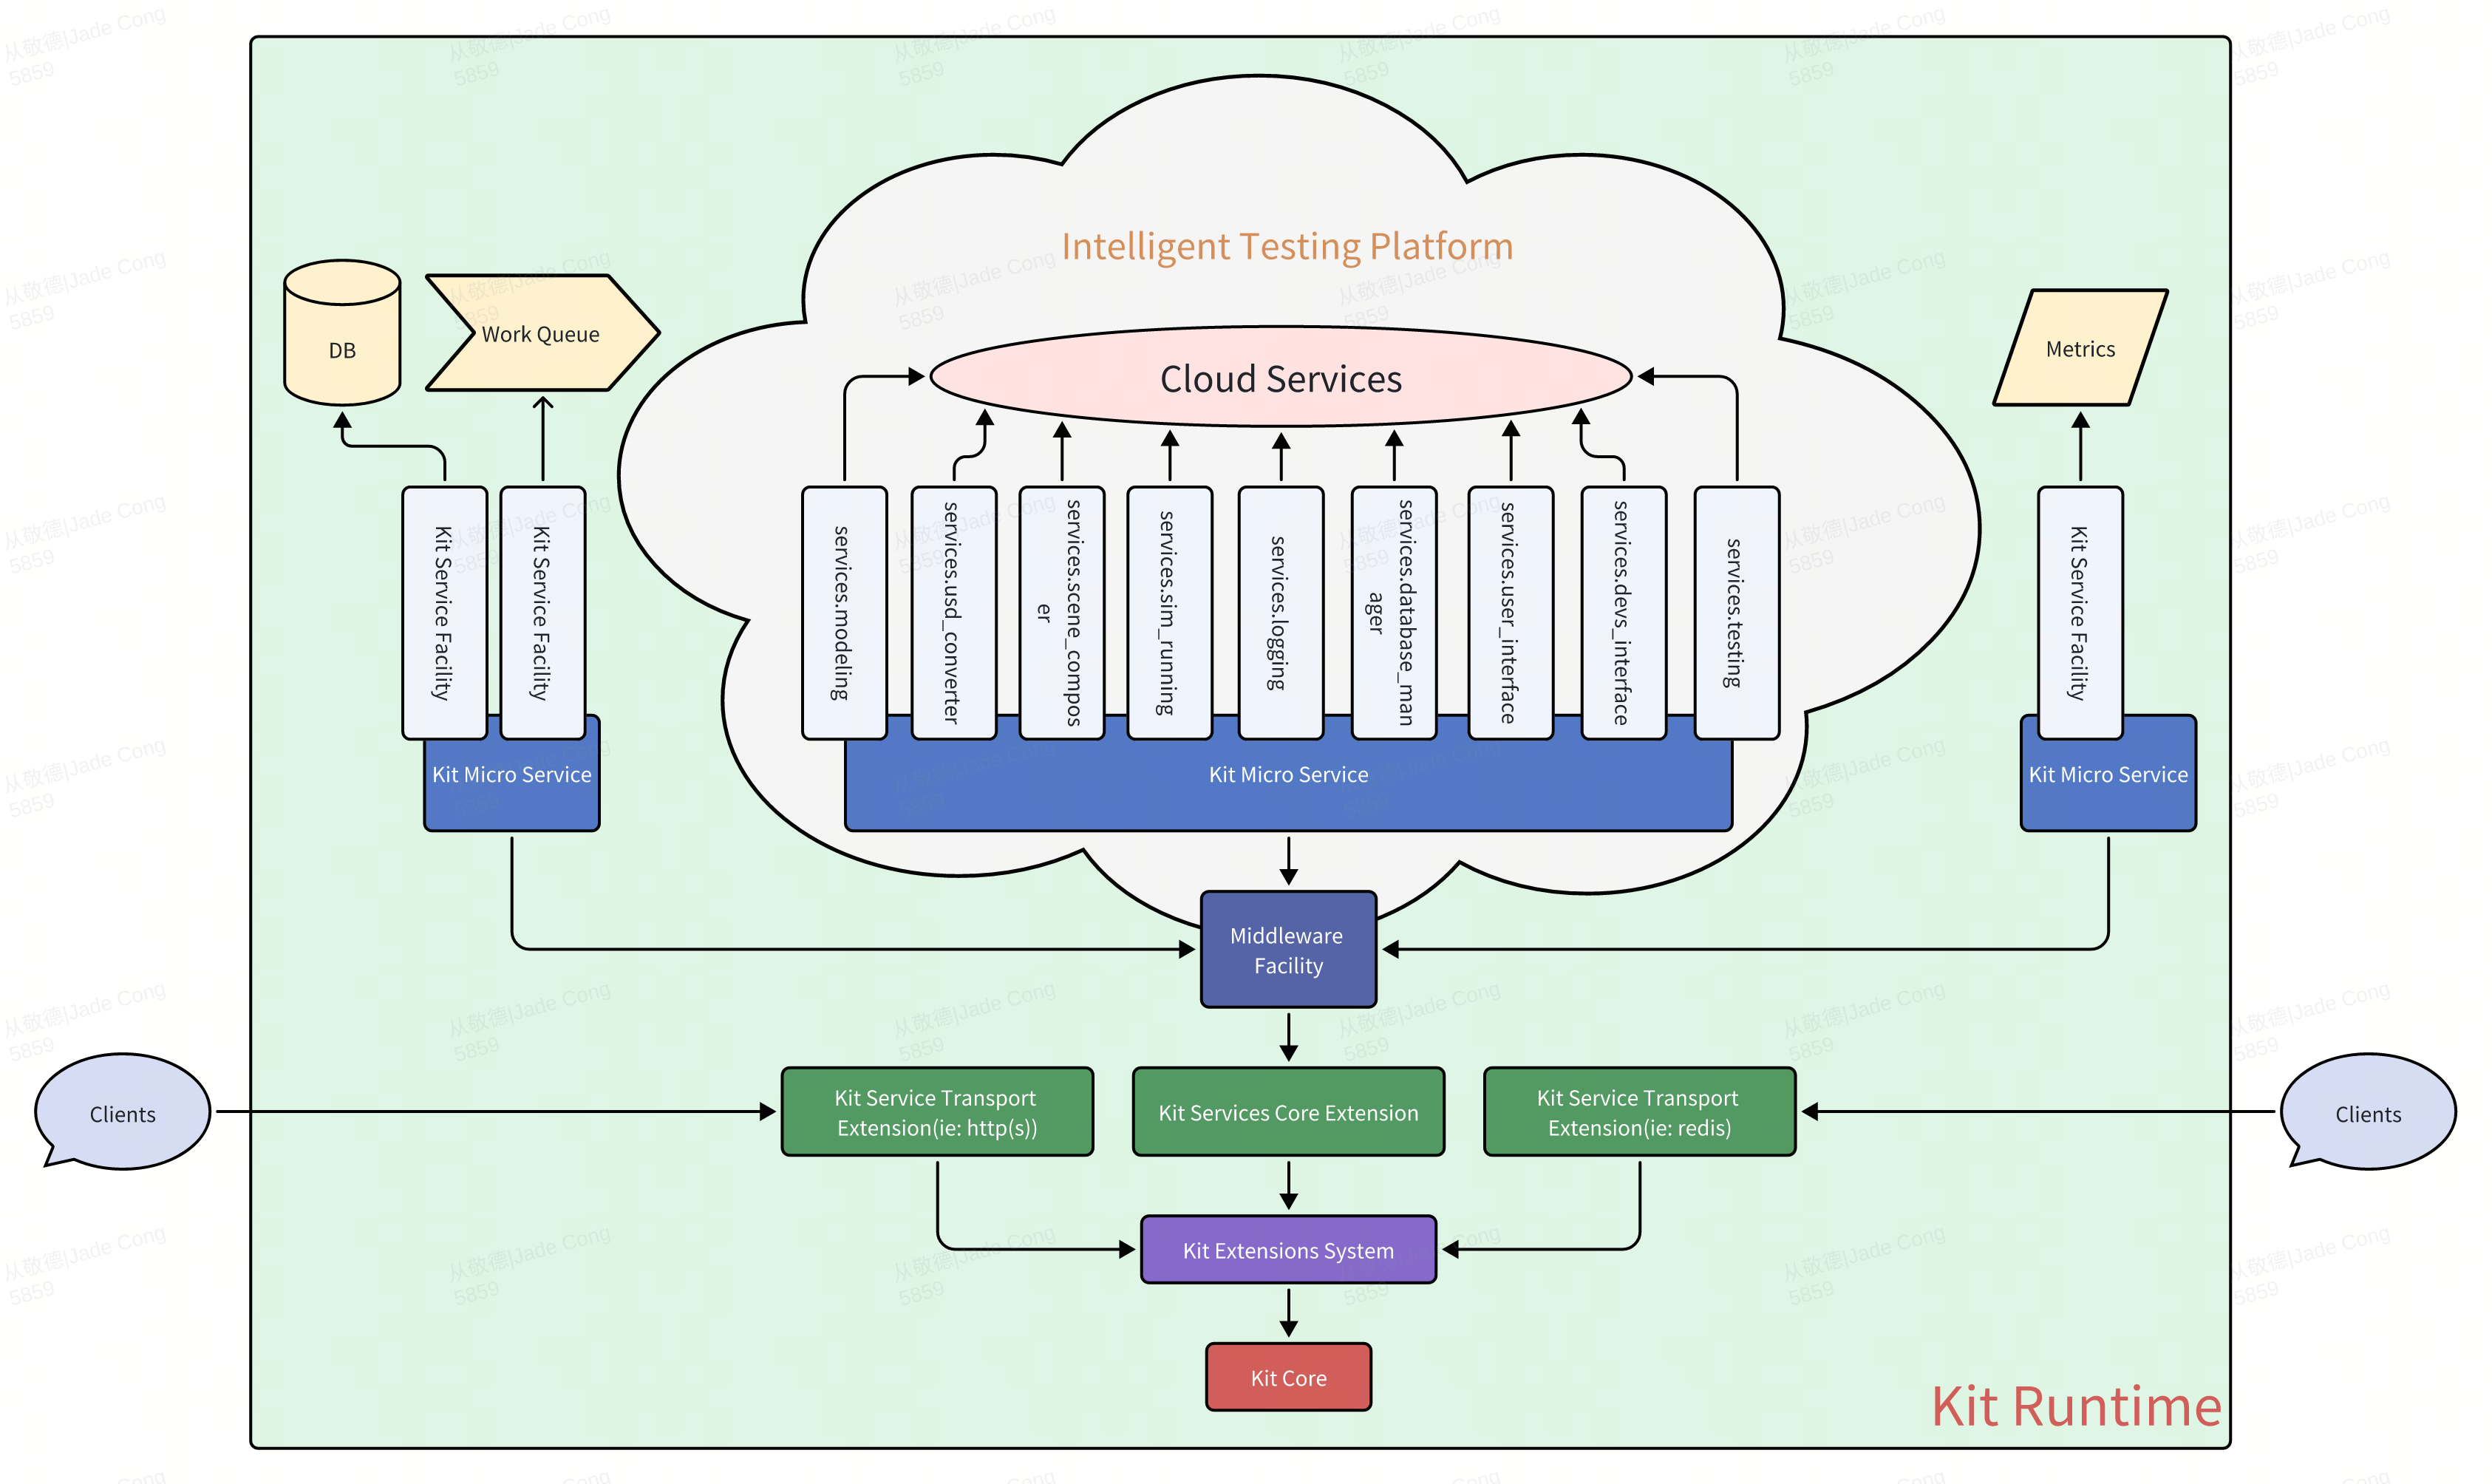 Intelligent Testing Platform
Cloud Services
DB
Work Queue
Metrics
Kit Service Facility
Kit Service Facility
services.modeling
services.usd_converter
services.scene_compos
er
services.sim_running
services.logging
services.database_man
ager
services.user_interface
services.devs_interface
services.testing
Kit Service Facility
Kit Micro Service
Kit Micro Service
Kit Micro Service
Middleware
Facility
Clients
Kit Service Transport
Extension(ie: http(s))
Kit Services Core Extension
Kit Service Transport
Extension(ie: redis)
Clients
Kit Extensions System
Kit Core
Kit Runtime
从敬德|Jade Cong
5859